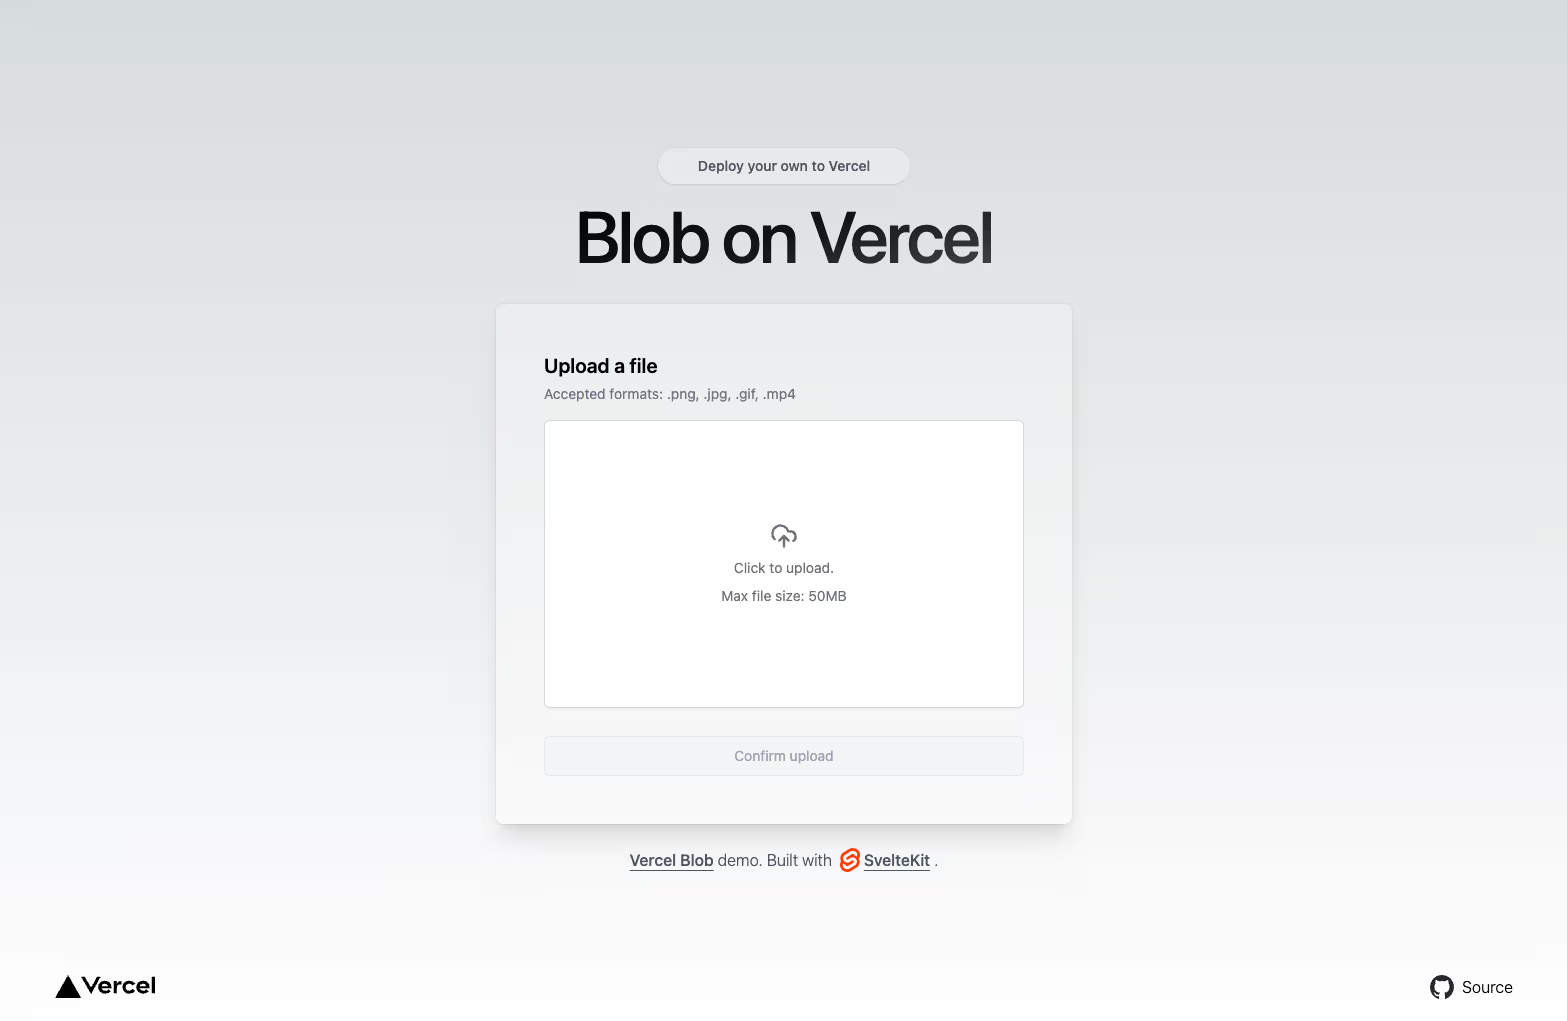 Deploy your own to Vercel
Blob on Vercel
Upload a file
Accepted formats: .png, .jpg, .gif, .mp4
Click to upload.
Max file size: 50MB
Confirm upload
Vercel Blob demo. Built with SvelteKit .
Vercel
Source